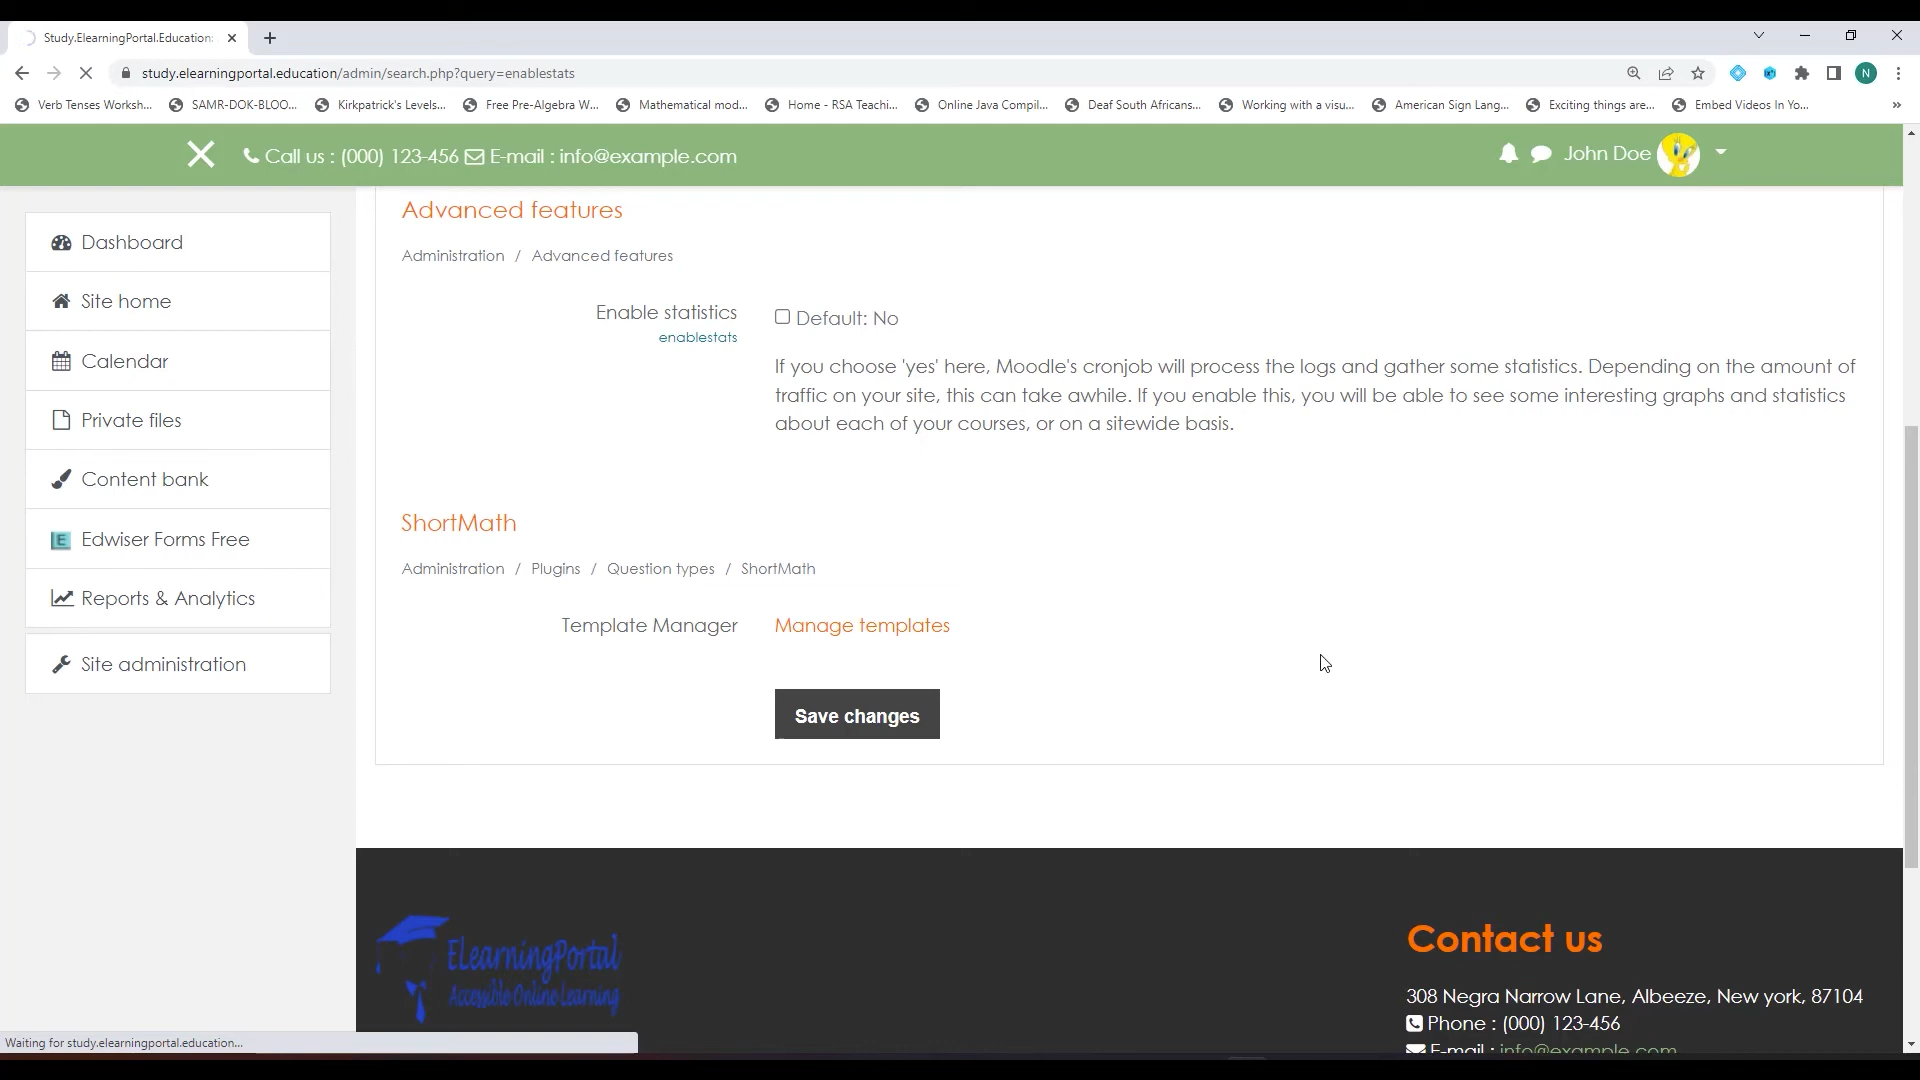 Study.ElearningPortal.Education:
study.elearningportal.education/admin/search.php?query=enablestats
N
Verb Tenses Worksh...
SAMR-DOK-BLOO...
Kirkpatrick's Levels...
Free Pre-Algebra W...
Mathematical mod...
Home - RSA Teachi...
Online Java Compil...
Deaf South Africans...
Working with a visu...
American Sign Lang...
Exciting things are...
Embed Videos In Yo...
»
Call us : (000) 123-456 E-mail : info@example.com
John Doe
Dashboard
Site home
Calendar
Private files
Content bank
E Edwiser Forms Free
Reports & Analytics
Site administration
Advanced features
Administration / Advanced features
Enable statistics
enablestats
Default: No
If you choose 'yes' here, Moodle's cronjob will process the logs and gather some statistics. Depending on the amount of
traffic on your site, this can take awhile. If you enable this, you will be able to see some interesting graphs and statistics
about each of your courses, or on a sitewide basis.
ShortMath
Administration / Plugins / Question types / ShortMath
Template Manager
Manage templates
Save changes
ELearningPortal
Accessible Online Learning
Contact us
308 Negra Narrow Lane, Albeeze, New york, 87104
Phone : (000) 123-456
E-mail : info@example.com
Waiting for study.elearningportal.education...